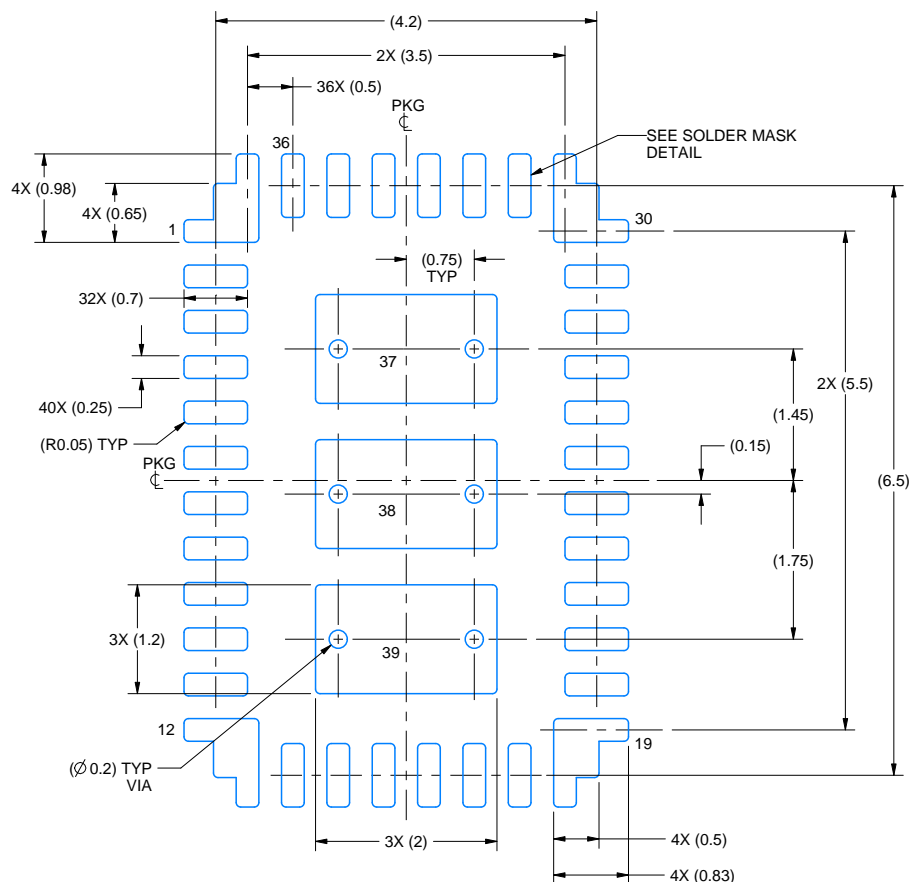 (4.2)
2X (3.5)
36X (0.5)
PKG
℄
36
SEE SOLDER MASK
DETAIL
4X (0.98)
4X (0.65)
1
30
(0.75)
TYP
32X (0.7)
37
2X (5.5)
40X (0.25)
(1.45)
(R0.05) TYP
(0.15)
PKG
℄
(6.5)
38
(1.75)
3X (1.2)
39
12
19
(Ø 0.2) TYP
VIA
3X (2)
4X (0.5)
4X (0.83)